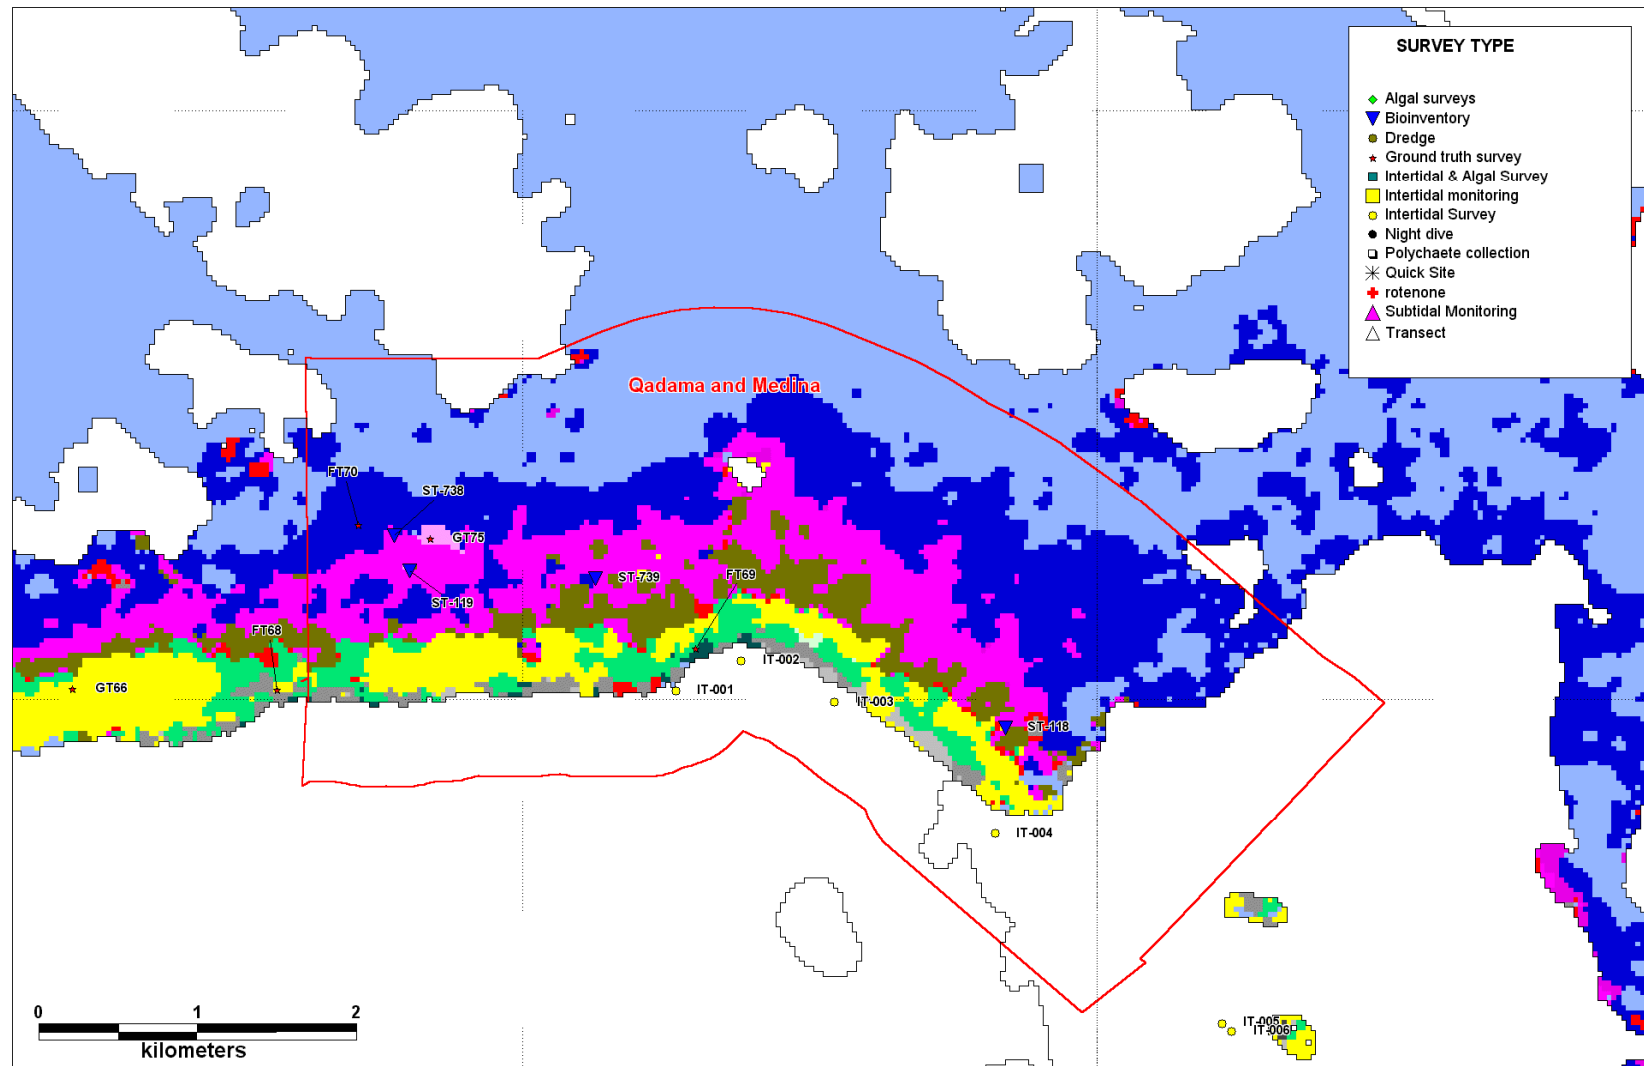 SURVEY TYPE
Algal surveys
Bioinventory
Dredge
Ground truth survey
Intertidal & Algal Survey
Intertidal monitoring
Intertidal Survey
Night dive
Polychaete collection
Quick Site
rotenone
Subtidal Monitoring
Transect
Qadama and Medina
FT70
ST-738
GT75
ST-739
FT69
ST-119
FT68
IT-002
GT66
IT-001
IT-003
ST-118
IT-004
0 1 2
kilometers
IT-005
IT-006